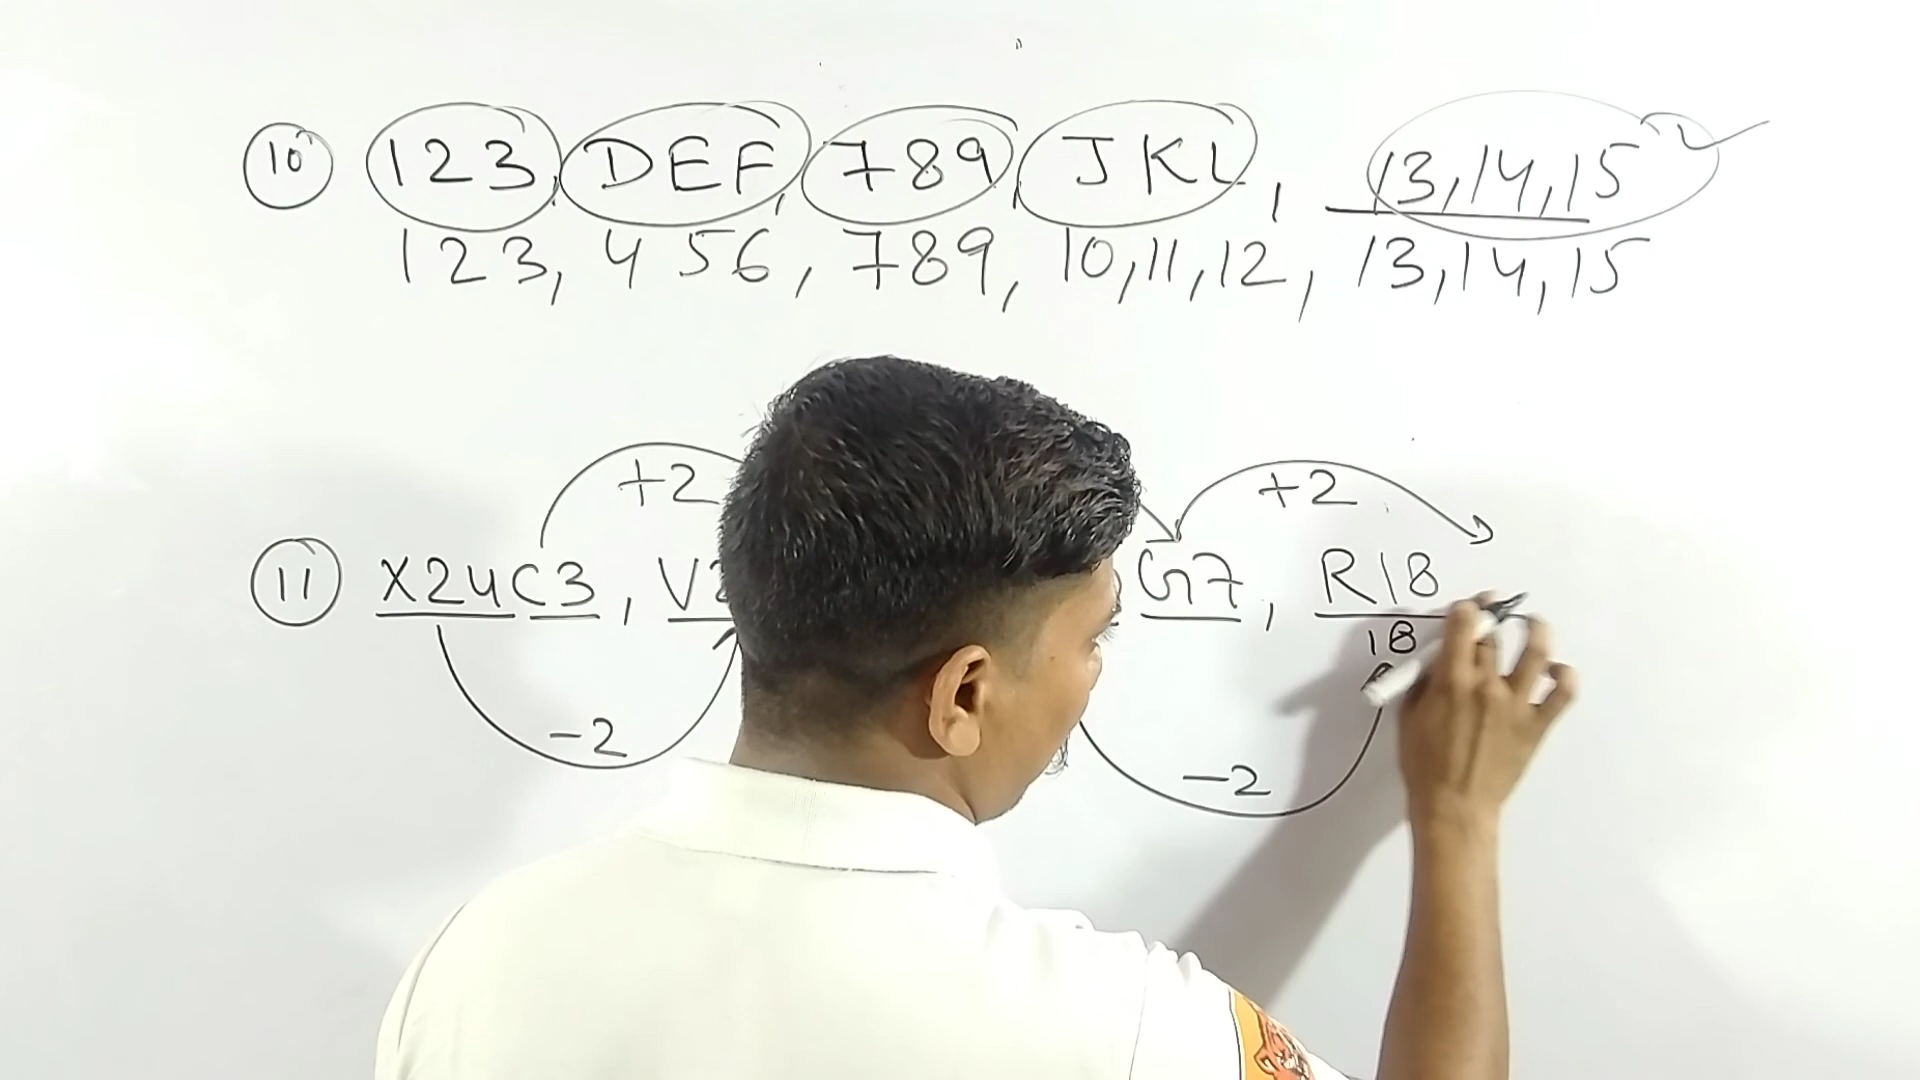 10 123, DEF, 789, JKL, 13,14,15
123, 456, 789, 10,11,12, 13,14,15
+2 +2
11 X24C3, V2 G7, R18
18
-2 -2